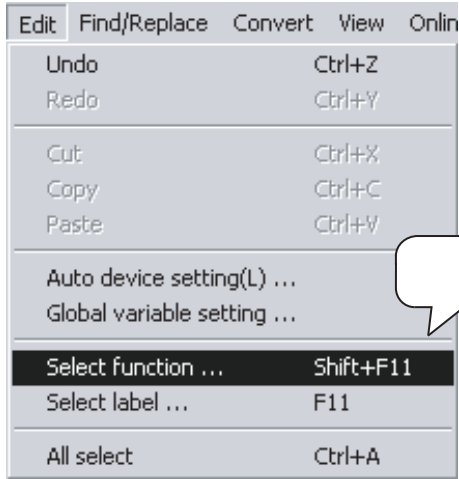 Edit Find/Replace Convert View Onlin
Undo Ctrl+Z
Redo Ctrl+Y
Cut Ctrl+X
Copy Ctrl+C
Paste Ctrl+V
Auto device setting(L) ...
Global variable setting ...
Select function ... Shift+F11
Select label ... F11
All select Ctrl+A